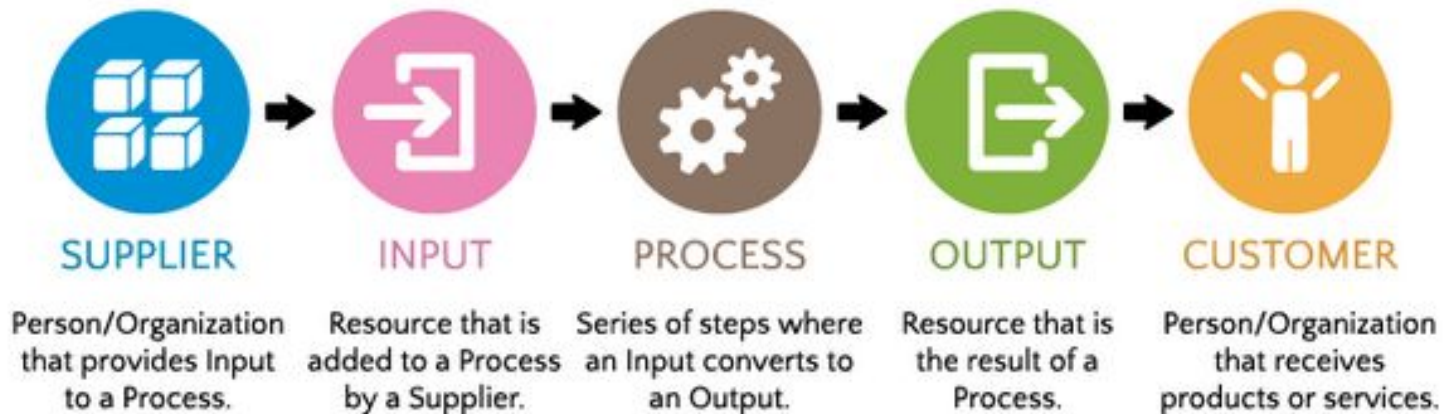 SUPPLIER
Person/Organization
that provides Input
to a Process.
INPUT
Resource that is
added to a Process
by a Supplier.
PROCESS
Series of steps where
an Input converts to
an Output.
OUTPUT
Resource that is
the result of a
Process.
CUSTOMER
Person/Organization
that receives
products or services.